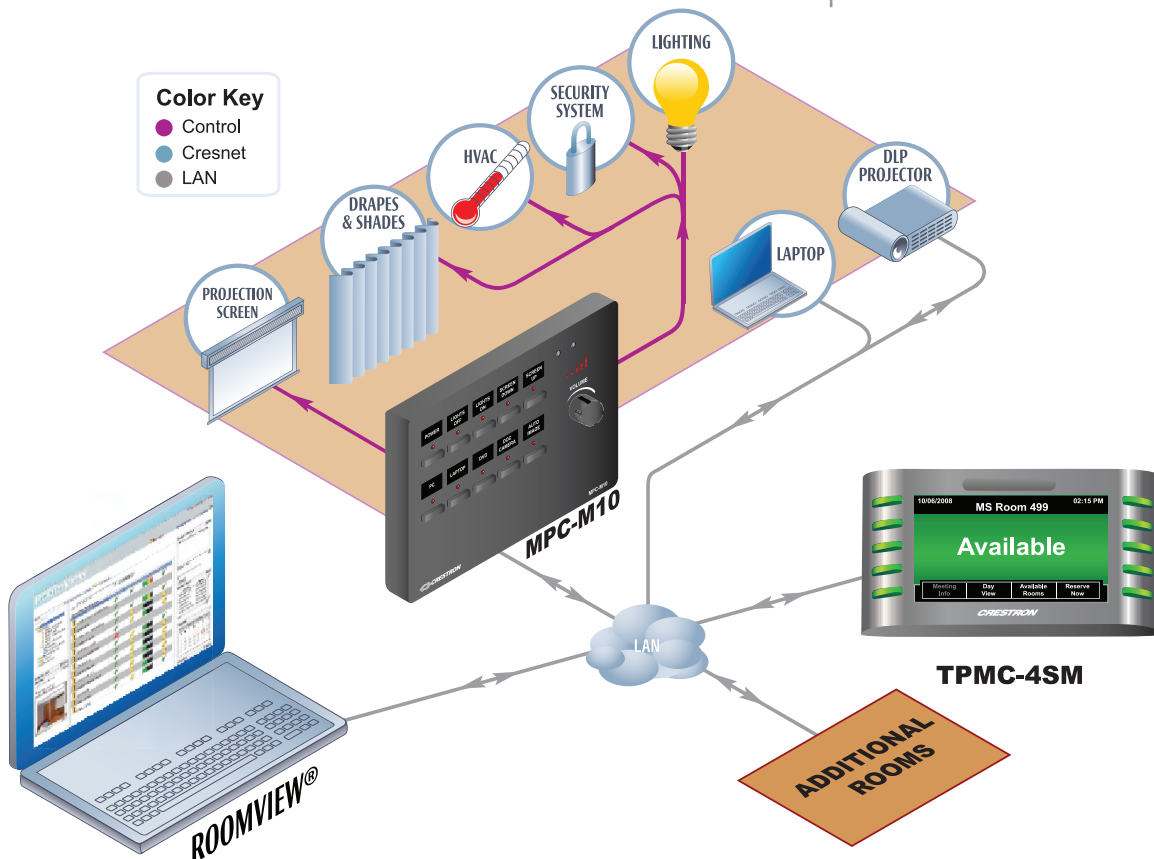 LIGHTING
SECURITY
SYSTEM
HVAC
DRAPES
& SHADES
PROJECTION
SCREEN
DLP
PROJECTOR
LAPTOP
Color Key
Control
Cresnet
LAN
POWER
LIGHTS
OFF
LIGHTS
ON
SCREEN
DOWN
SCREEN
UP
VOLUME
PC
LAPTOP
DVD
DOC
CAMERA
AUTO
IMAGE
MPC-M10
CRESTRON
MPC-M10
LAN
10/06/2008
MS Room 499
02:15 PM
Available
Meeting
Info
Day
View
Available
Rooms
Reserve
Now
CRESTRON
TPMC-4SM
ADDITIONAL
ROOMS
ROOMVIEW®